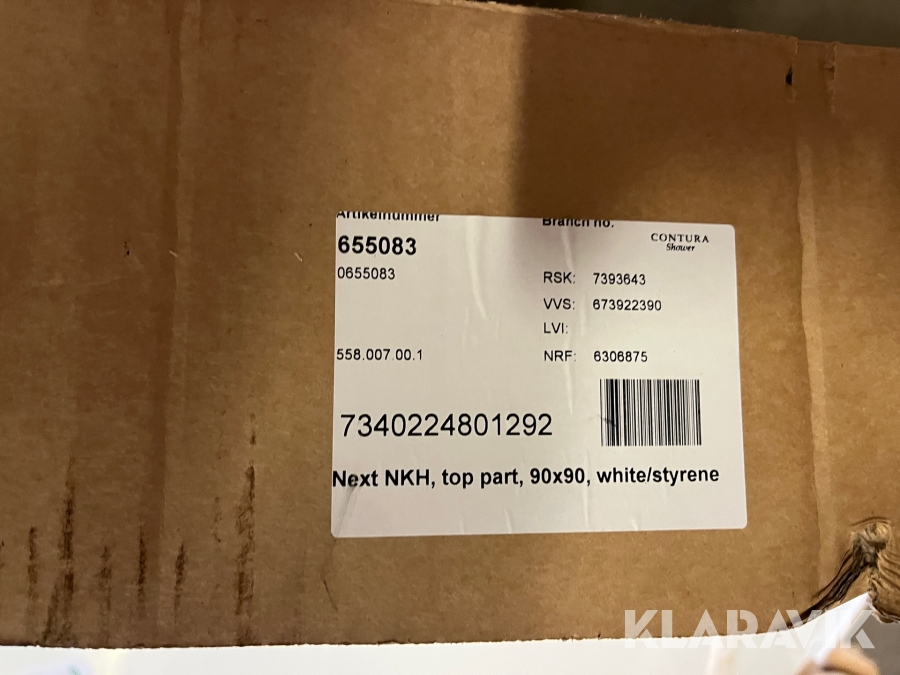 Artikelnummer
Branch no.
655083
CONTURA
Shower
0655083
RSK: 7393643
VVS: 673922390
LVI:
558.007.00.1
NRF: 6306875
7340224801292
Next NKH, top part, 90x90, white/styrene
KLARAVIK